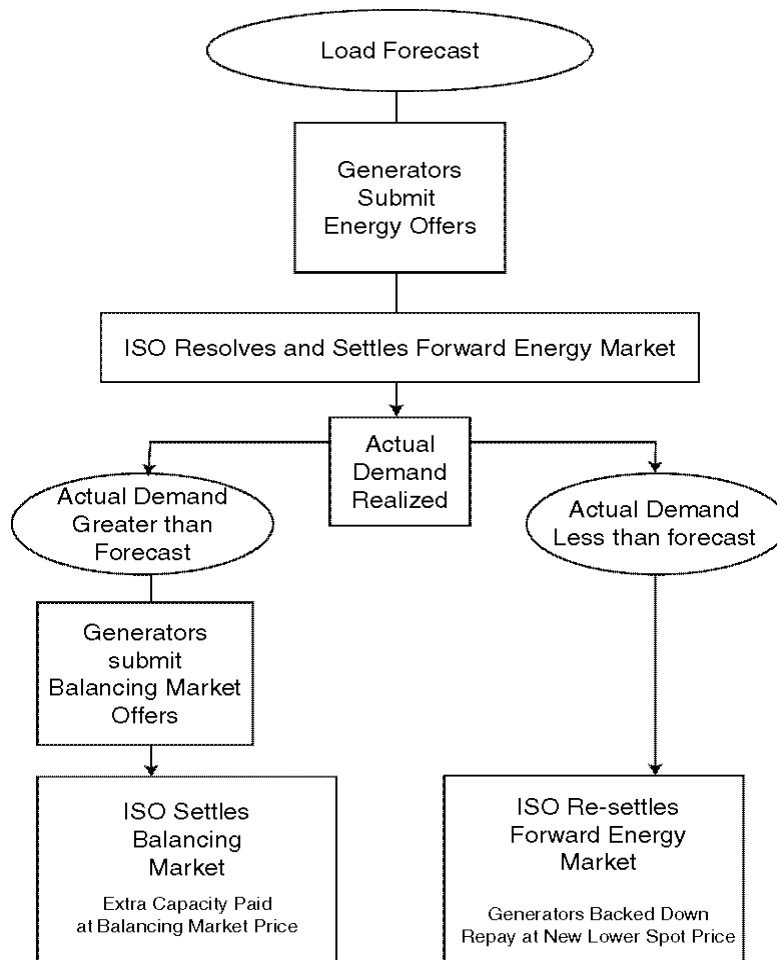 Load Forecast
Generators
Submit
Energy Offers
ISO Resolves and Settles Forward Energy Market
Actual
Demand
Realized
Actual Demand
Greater than
Forecast
Actual Demand
Less than forecast
Generators
submit
Balancing Market
Offers
ISO Settles
Balancing
Market
Extra Capacity Paid
at Balancing Market Price
ISO Re-settles
Forward Energy
Market
Generators Backed Down
Repay at New Lower Spot Price